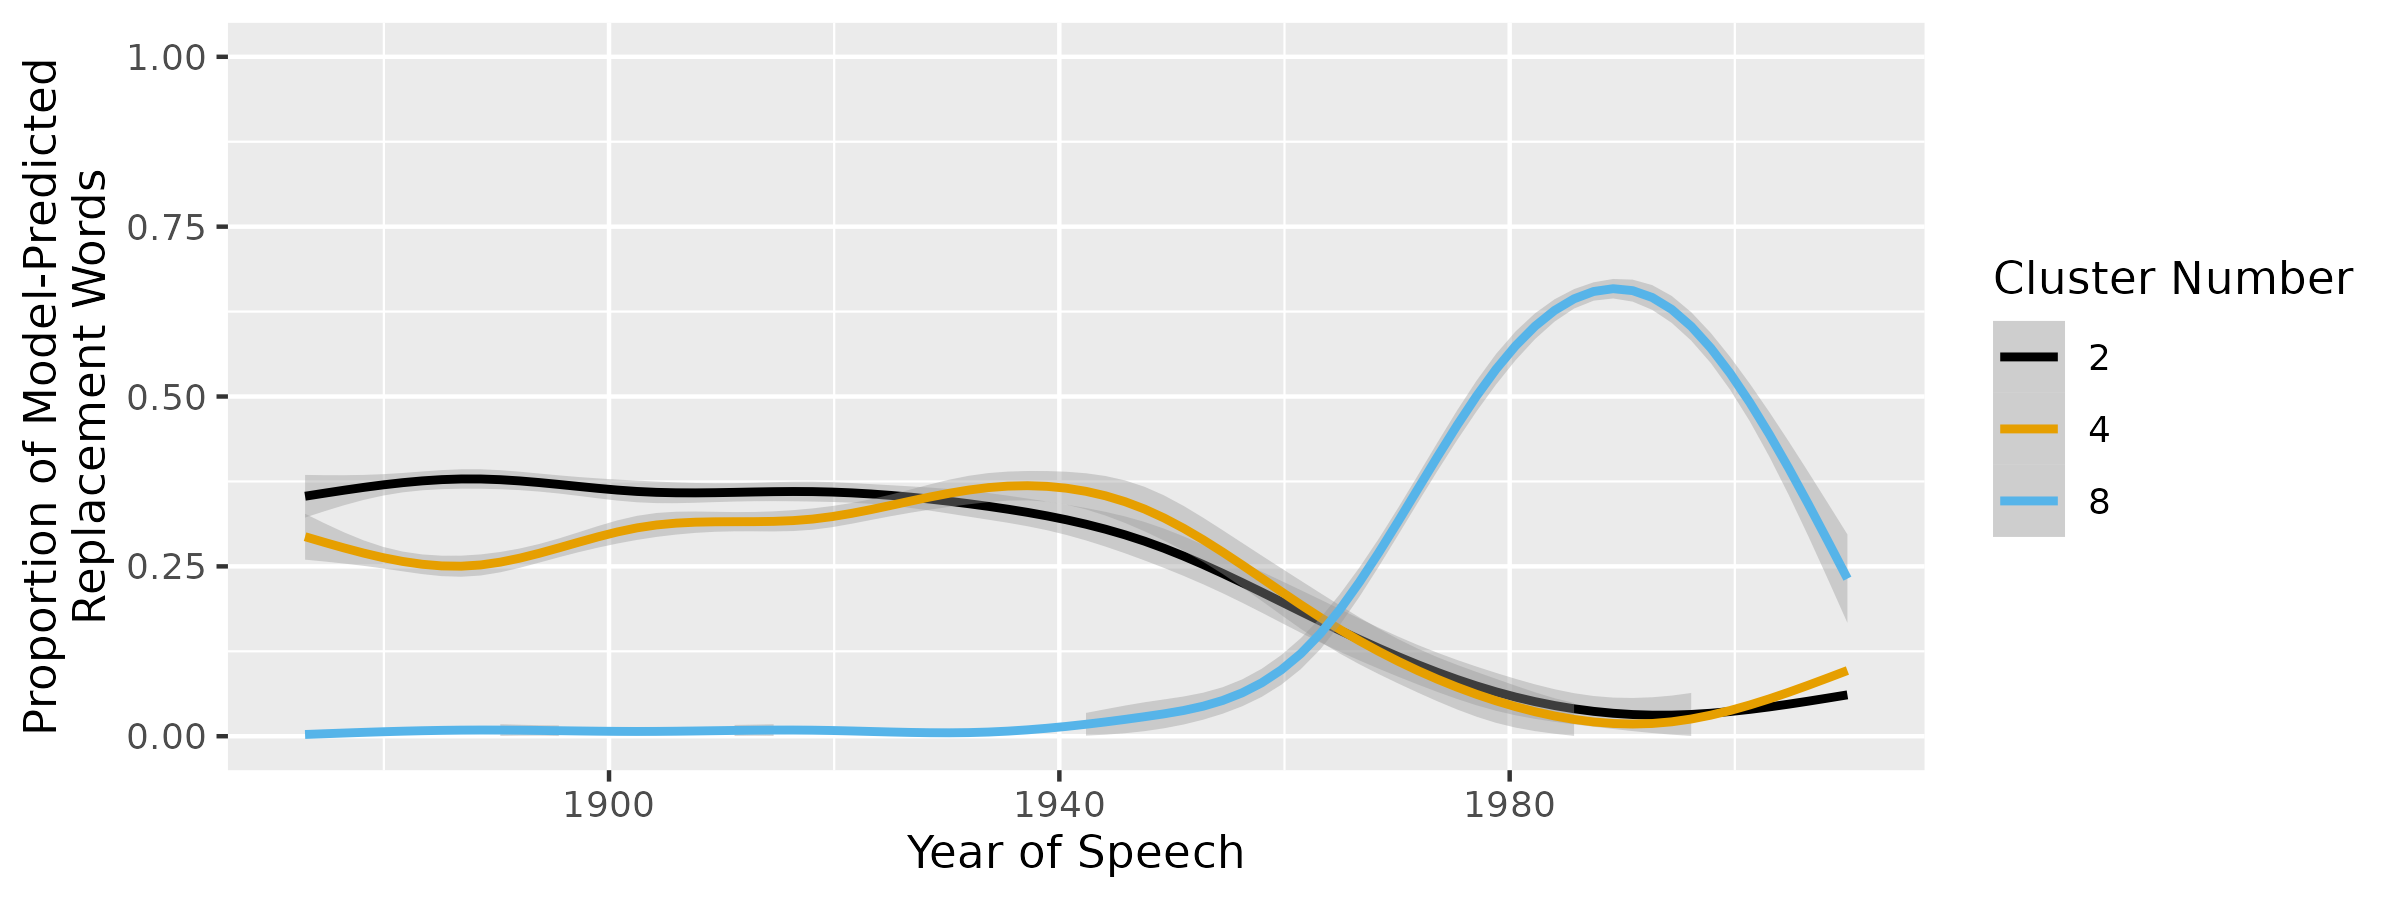 Proportion of Model-Predicted
Replacement Words
1.00
0.75
0.50
0.25
0.00
1900
1940
1980
Year of Speech
Cluster Number
2
4
8